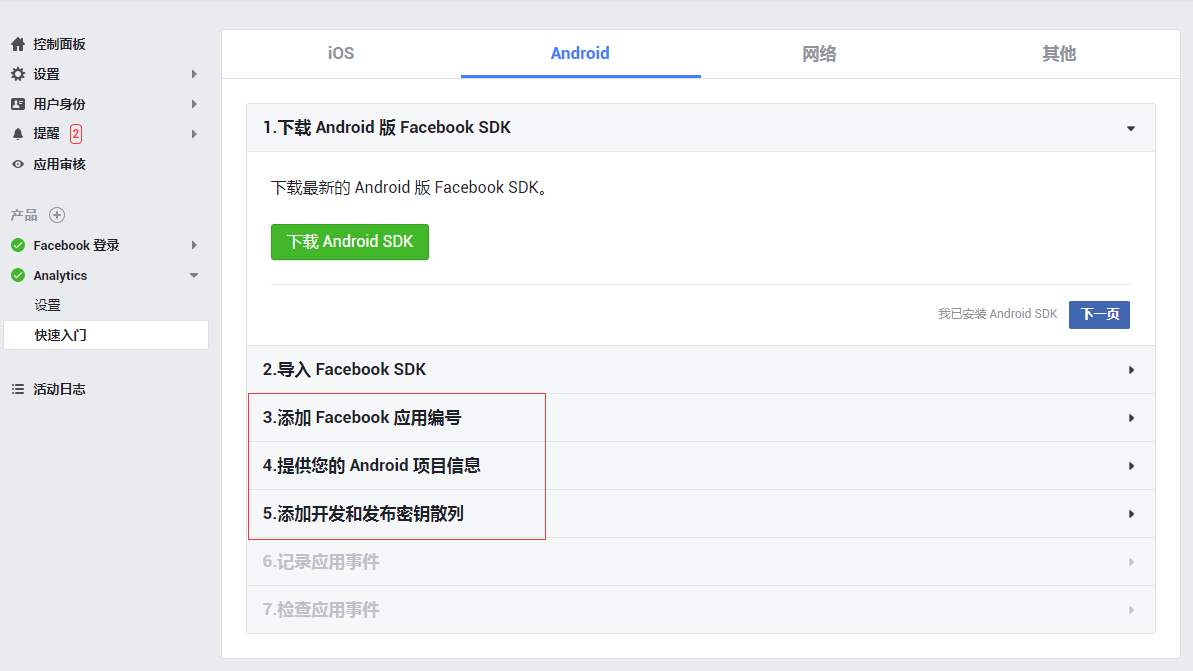 控制面板
设置
用户身份
提醒 2
应用审核
产品
Facebook 登录
Analytics
设置
快速入门
活动日志
iOS Android 网络 其他
1.下载 Android 版 Facebook SDK
下载最新的 Android 版 Facebook SDK。
下载 Android SDK
我已安装 Android SDK 下一页
2.导入 Facebook SDK
3.添加 Facebook 应用编号
4.提供您的 Android 项目信息
5.添加开发和发布密钥散列
6.记录应用事件
7.检查应用事件